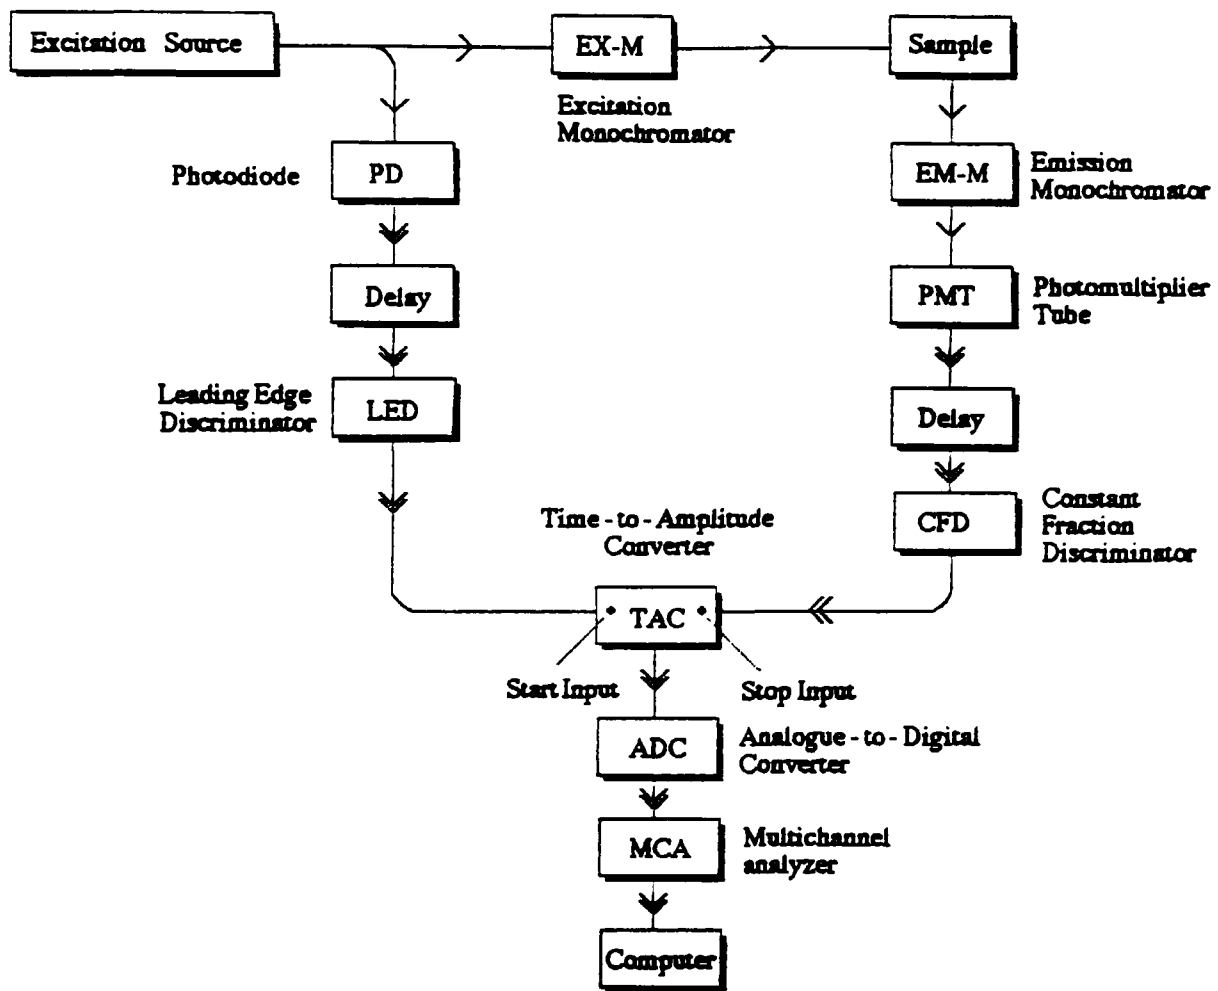 Excitation Source
EX-M
Sample
Excitation
Monochromator
Photodiode
PD
EM-M
Emission
Monochromator
Delay
PMT
Photomultiplier
Tube
Leading Edge
Discriminator
LED
Delay
Time - to - Amplitude
Converter
CFD
Constant
Fraction
Discriminator
TAC
Start Input
Stop Input
ADC
Analogue - to - Digital
Converter
MCA
Multichannel
analyzer
Computer